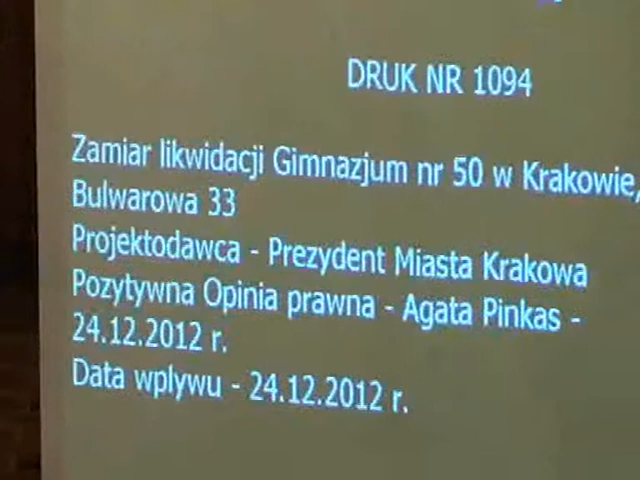 DRUK NR 1094
Zamiar likwidacji Gimnazjum nr 50 w Krakowie,
Bulwarowa 33
Projektodawca - Prezydent Miasta Krakowa
Pozytywna Opinia prawna - Agata Pinkas -
24.12.2012 r.
Data wplywu - 24.12.2012 r.